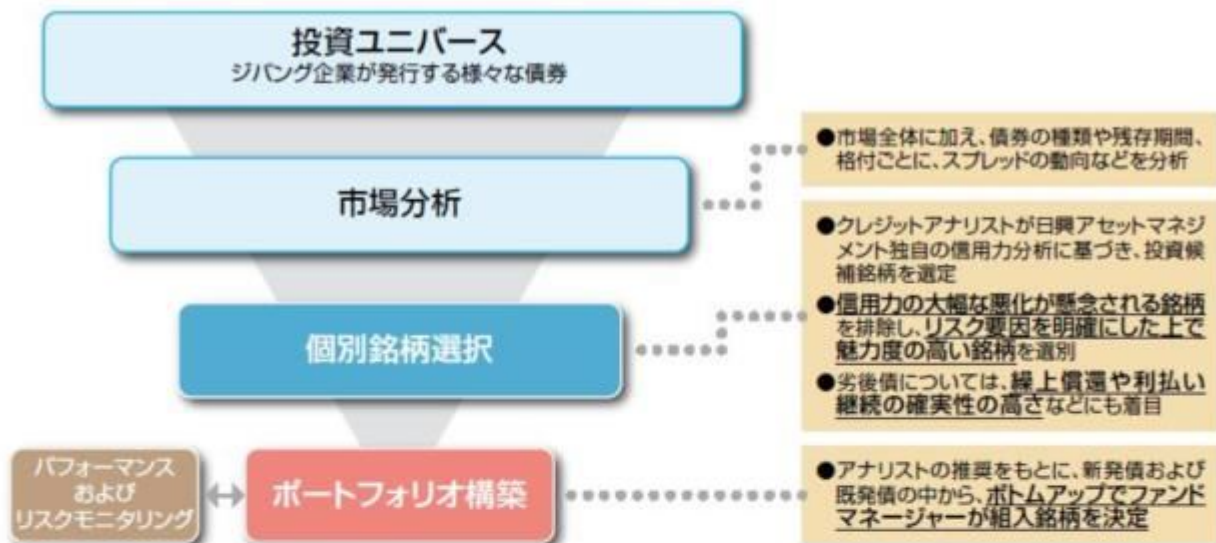 投資ユニバース
ジパング企業が発行する様々な債券
市場分析
●市場全体に加え、債券の種類や残存期間、
格付ごとに、スプレッドの動向などを分析
個別銘柄選択
●クレジットアナリストが日興アセットマネジ
メント独自の信用力分析に基づき、投資候
補銘柄を選定
●信用力の大幅な悪化が懸念される銘柄
を排除し、リスク要因を明確にした上で
魅力度の高い銘柄を選別
●劣後債については、繰上償還や利払い
継続の確実性の高さなどにも着目
パフォーマンス
および
リスクモニタリング
ポートフォリオ構築
●アナリストの推奨をもとに、新発債および
既発債の中から、ボトムアップでファンド
マネージャーが組入銘柄を決定